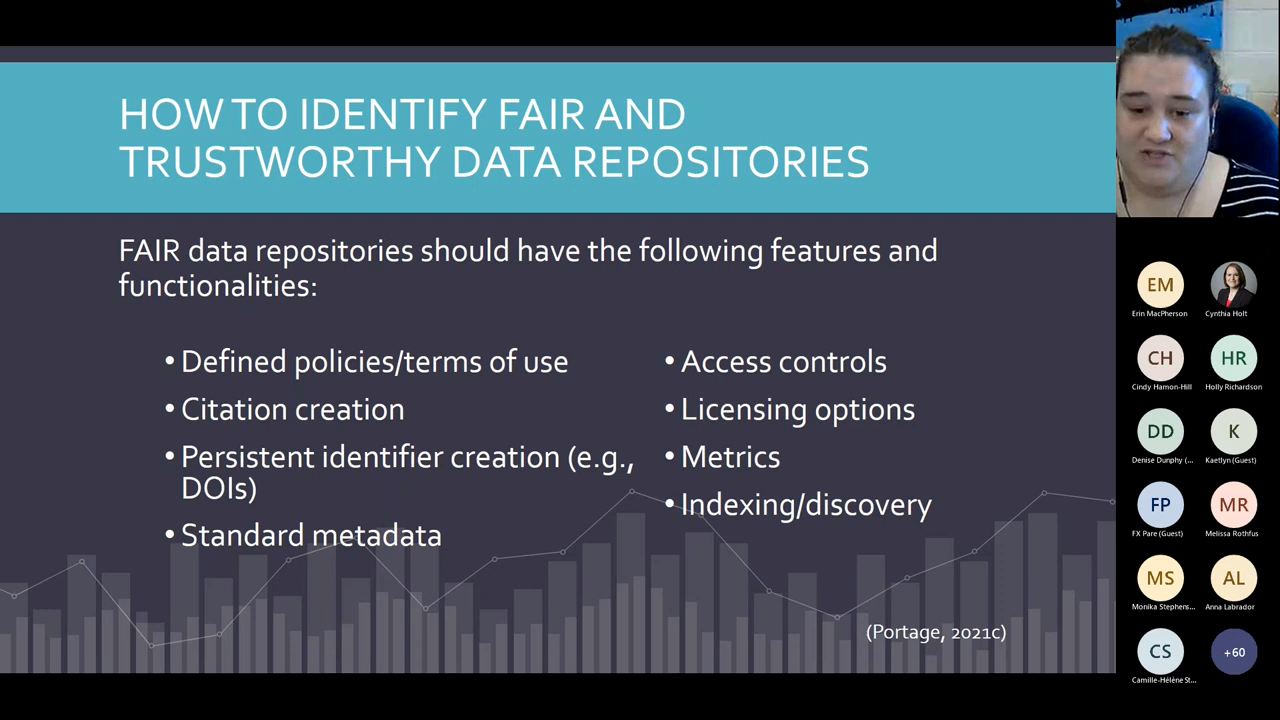 HOW TO IDENTIFY FAIR AND
TRUSTWORTHY DATA REPOSITORIES
FAIR data repositories should have the following features and
functionalities:
• Defined policies/terms of use
• Citation creation
• Persistent identifier creation (e.g.,
DOIs)
• Standard metadata
• Access controls
• Licensing options
• Metrics
• Indexing/discovery
(Portage, 2021c)
EM
Erin MacPherson
Cynthia Holt
CH
Cindy Hamon-Hill
HR
Holly Richardson
DD
Denise Dunphy (...
K
Kaetlyn (Guest)
FP
FX Pare (Guest)
MR
Melissa Rothfus
MS
Monika Stephens...
AL
Anna Labrador
CS
Camille-Hélène St...
+60